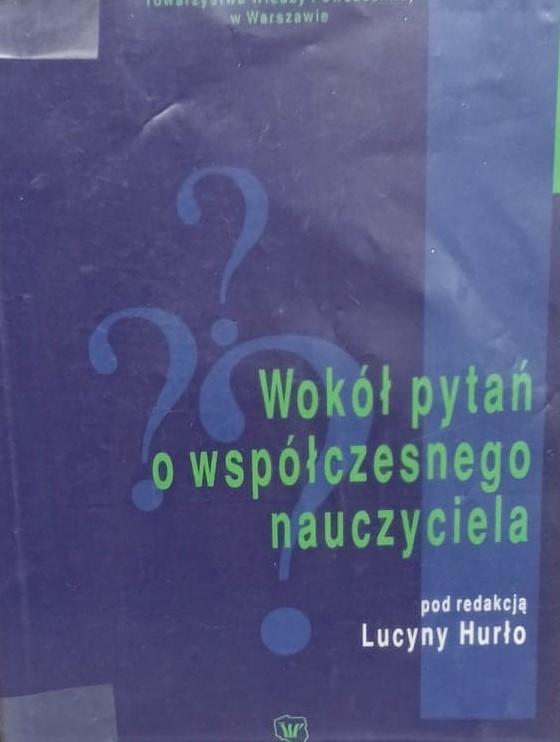 w Warszawie
Wokół pytań
o współczesnego
nauczyciela
pod redakcją
Lucyny Hurło